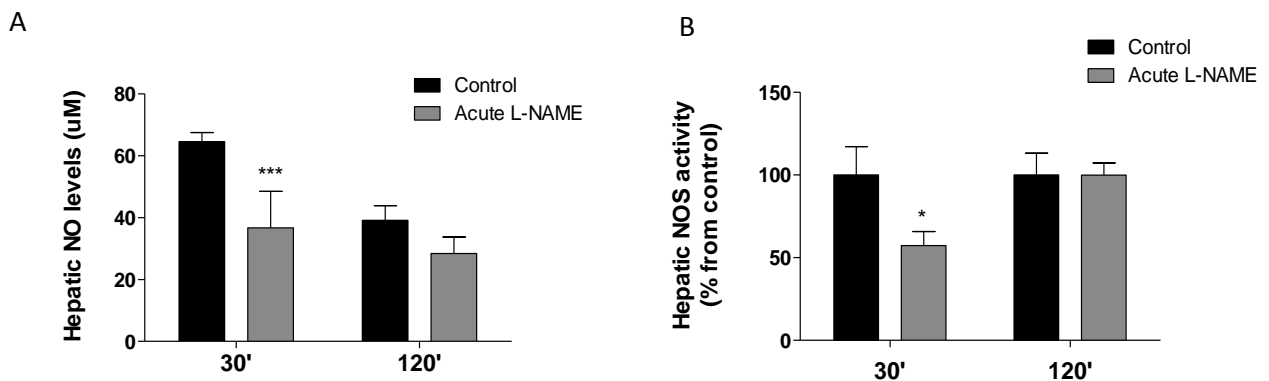 A
Control
Acute L-NAME
Hepatic NO levels (uM)
80
60
40
20
0
***
30'
120'
B
Control
Acute L-NAME
Hepatic NOS activity
(% from control)
150
100
50
0
*
30'
120'